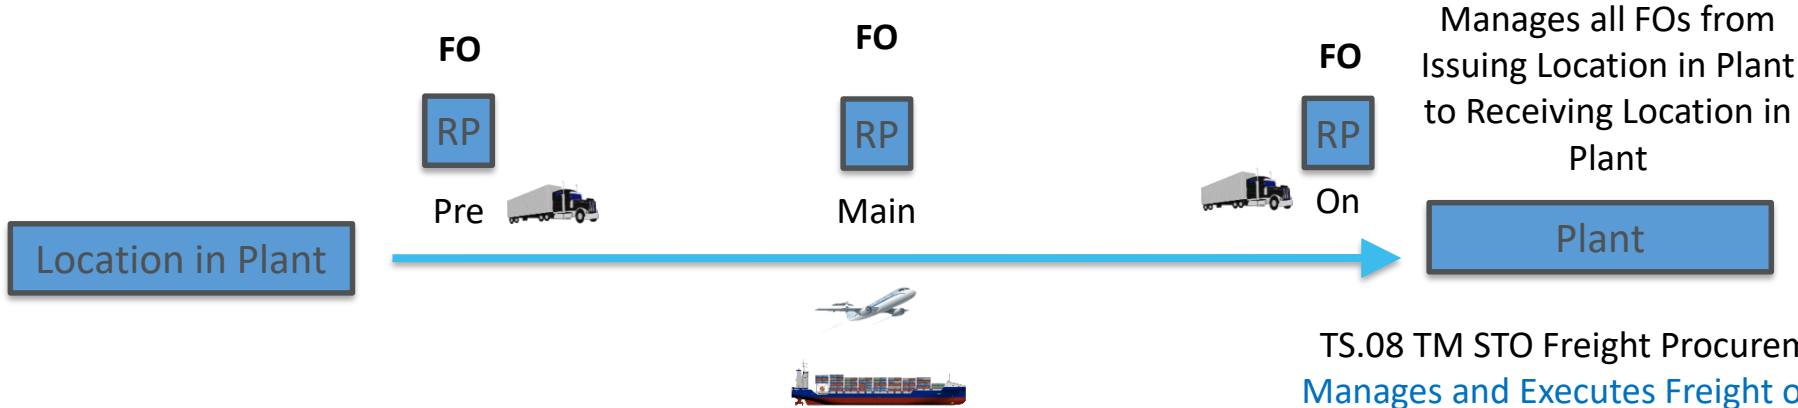 FO
FO
FO
Manages all FOs from
Issuing Location in Plant
to Receiving Location in
Plant
RP
RP
RP
Pre
Main
On
Location in Plant
Plant
TS.08 TM STO Freight Procurem
Manages and Executes Freight o